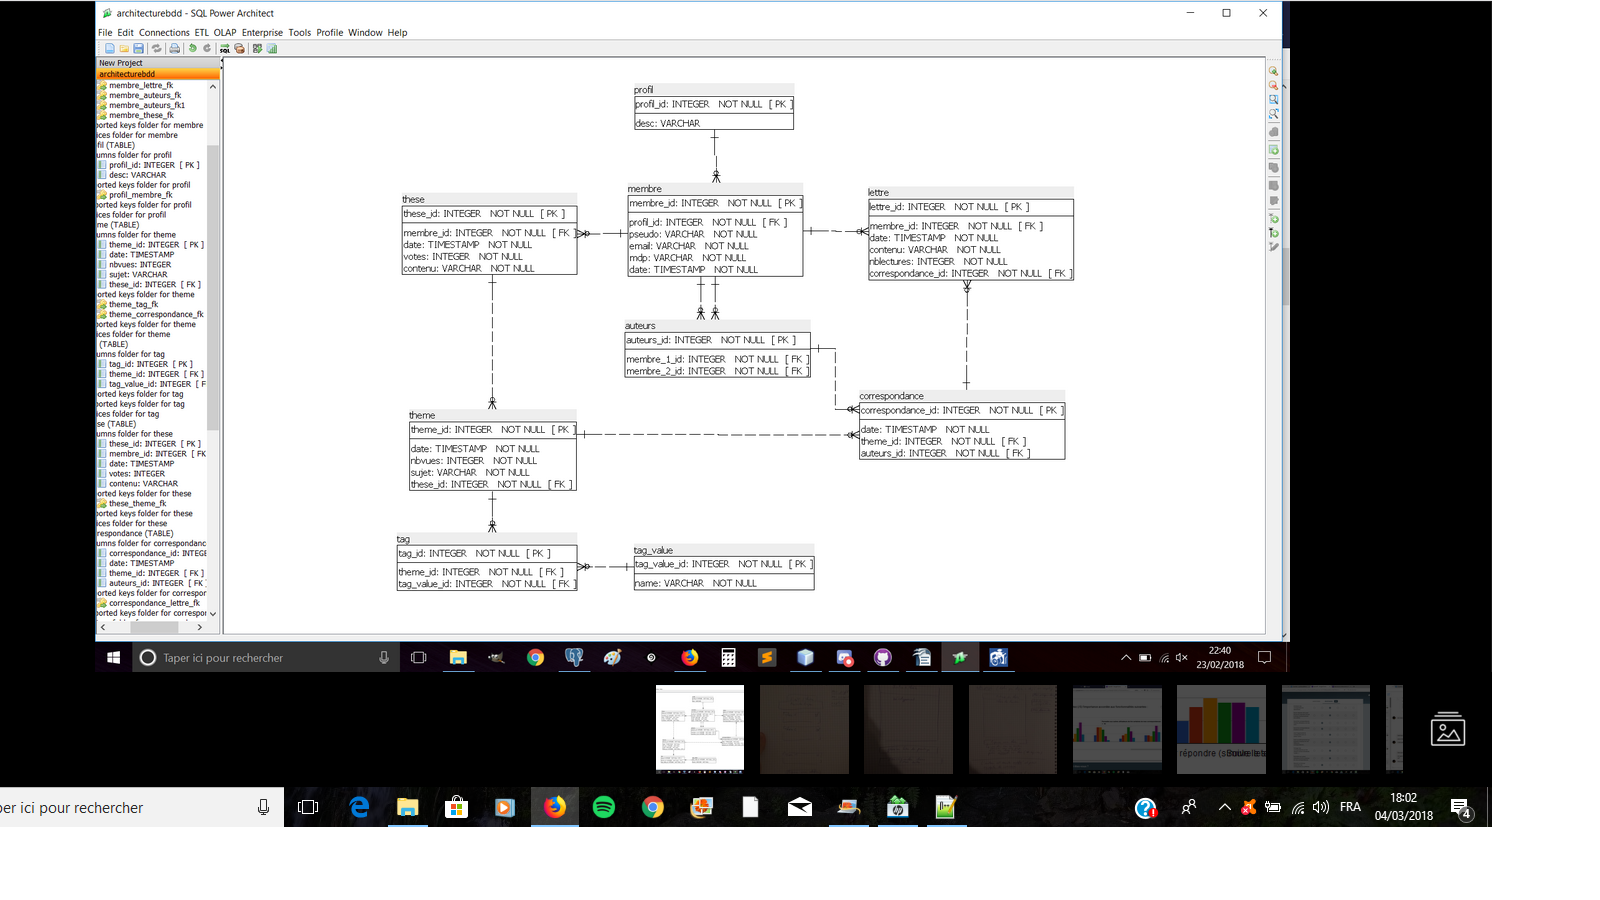 architecturebdd - SQL Power Architect
File Edit Connections ETL OLAP Enterprise Tools Profile Window Help
New Project
architecturebdd
membre_lettre_fk
membre_auteurs_fk
membre_auteurs_fk1
membre_these_fk
orted keys folder for membre
ices folder for membre
fil (TABLE)
umns folder for profil
profil_id: INTEGER [ PK ]
desc: VARCHAR
orted keys folder for profil
profil_membre_fk
orted keys folder for profil
ices folder for profil
me (TABLE)
umns folder for theme
theme_id: INTEGER [ PK ]
date: TIMESTAMP
nbvues: INTEGER
sujet: VARCHAR
these_id: INTEGER [ FK ]
orted keys folder for theme
theme_tag_fk
theme_correspondance_fk
orted keys folder for theme
ices folder for theme
(TABLE)
umns folder for tag
tag_id: INTEGER [ PK ]
theme_id: INTEGER [ FK ]
tag_value_id: INTEGER [ F
orted keys folder for tag
orted keys folder for tag
ices folder for tag
se (TABLE)
umns folder for these
these_id: INTEGER [ PK ]
membre_id: INTEGER [ FK
date: TIMESTAMP
votes: INTEGER
contenu: VARCHAR
orted keys folder for these
these_theme_fk
orted keys folder for these
ices folder for these
respondance (TABLE)
umns folder for correspondanc
correspondance_id: INTEGE
date: TIMESTAMP
theme_id: INTEGER [ FK ]
auteurs_id: INTEGER [ FK
orted keys folder for correspor
correspondance_lettre_fk
orted keys folder for correspor
profil
profil_id: INTEGER NOT NULL [ PK ]
desc: VARCHAR
these
these_id: INTEGER NOT NULL [ PK ]
membre_id: INTEGER NOT NULL [ FK ]
date: TIMESTAMP NOT NULL
votes: INTEGER NOT NULL
contenu: VARCHAR NOT NULL
membre
membre_id: INTEGER NOT NULL [ PK ]
profil_id: INTEGER NOT NULL [ FK ]
pseudo: VARCHAR NOT NULL
email: VARCHAR NOT NULL
mdp: VARCHAR NOT NULL
date: TIMESTAMP NOT NULL
lettre
lettre_id: INTEGER NOT NULL [ PK ]
membre_id: INTEGER NOT NULL [ FK ]
date: TIMESTAMP NOT NULL
contenu: VARCHAR NOT NULL
nblectures: INTEGER NOT NULL
correspondance_id: INTEGER NOT NULL [ FK ]
auteurs
auteurs_id: INTEGER NOT NULL [ PK ]
membre_1_id: INTEGER NOT NULL [ FK ]
membre_2_id: INTEGER NOT NULL [ FK ]
correspondance
correspondance_id: INTEGER NOT NULL [ PK ]
date: TIMESTAMP NOT NULL
theme_id: INTEGER NOT NULL [ FK ]
auteurs_id: INTEGER NOT NULL [ FK ]
theme
theme_id: INTEGER NOT NULL [ PK ]
date: TIMESTAMP NOT NULL
nbvues: INTEGER NOT NULL
sujet: VARCHAR NOT NULL
these_id: INTEGER NOT NULL [ FK ]
tag
tag_id: INTEGER NOT NULL [ PK ]
theme_id: INTEGER NOT NULL [ FK ]
tag_value_id: INTEGER NOT NULL [ FK ]
tag_value
tag_value_id: INTEGER NOT NULL [ PK ]
name: VARCHAR NOT NULL
Taper ici pour rechercher
22:40
23/02/2018
répondre (s
per ici pour rechercher
FRA
18:02
04/03/2018
4